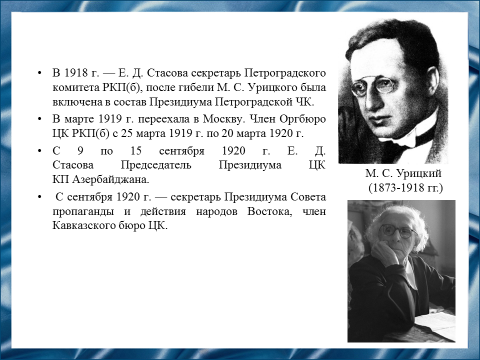 • В 1918 г. — Е. Д. Стасова секретарь Петроградского
комитета РКП(б), после гибели М. С. Урицкого была
включена в состав Президиума Петроградской ЧК.
• В марте 1919 г. переехала в Москву. Член Оргбюро
ЦК РКП(б) с 25 марта 1919 г. по 20 марта 1920 г.
• С 9 по 15 сентября 1920 г. Е. Д.
Стасова Председатель Президиума ЦК
КП Азербайджана.
• С сентября 1920 г. — секретарь Президиума Совета
пропаганды и действия народов Востока, член
Кавказского бюро ЦК.
М. С. Урицкий
(1873-1918 гг.)